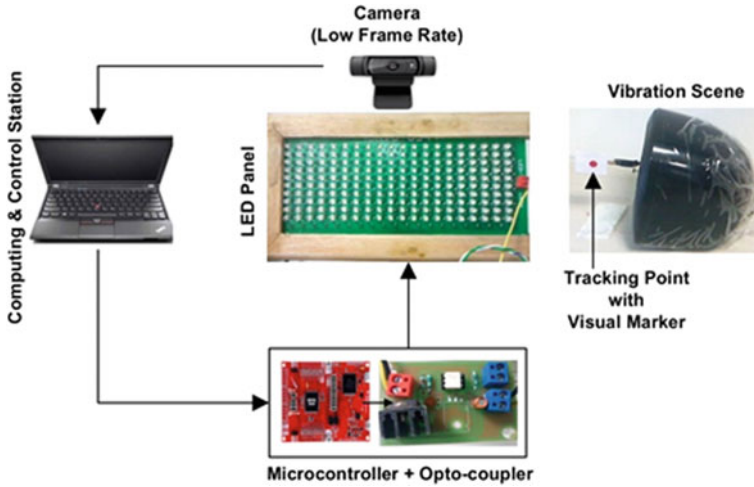 Camera
(Low Frame Rate)
Computing & Control Station
LED Panel
Vibration Scene
Tracking Point
with
Visual Marker
Microcontroller + Opto-coupler